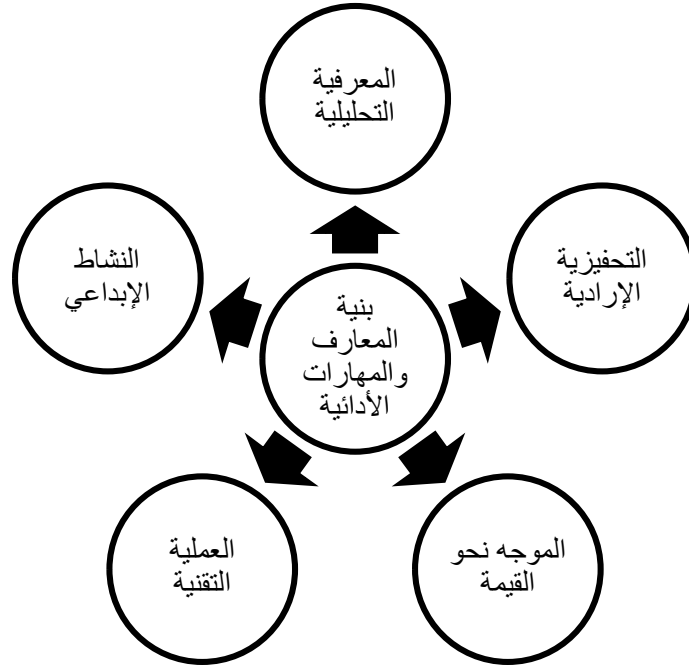 المعرفية
التحليلية
التحفيزية
الإرادية
النشاط
الإبداعي
بنية
المعارف
والمهارات
الأدائية
الموجه نحو
القيمة
العملية
التقنية